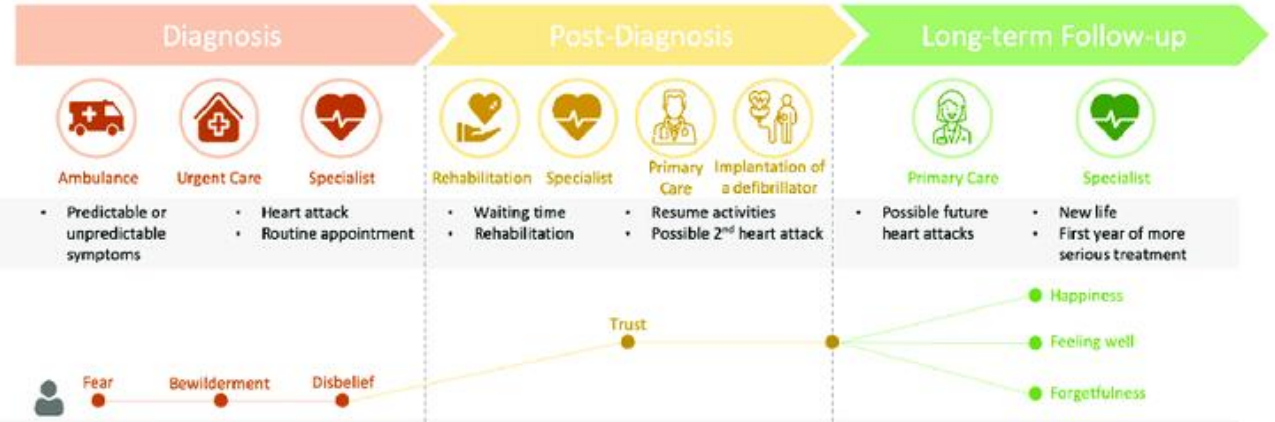 Diagnosis
Post-Diagnosis
Long-term Follow-up
Ambulance
Urgent Care
Specialist
Rehabilitation
Specialist
Primary
Care
Implantation of
a defibrillator
Primary Care
Specialist
• Predictable or
unpredictable
symptoms
• Heart attack
• Routine appointment
• Waiting time
• Rehabilitation
• Resume activities
• Possible 2nd heart attack
• Possible future
heart attacks
• New life
• First year of more
serious treatment
Fear
Bewilderment
Disbelief
Trust
Happiness
Feeling well
Forgetfulness